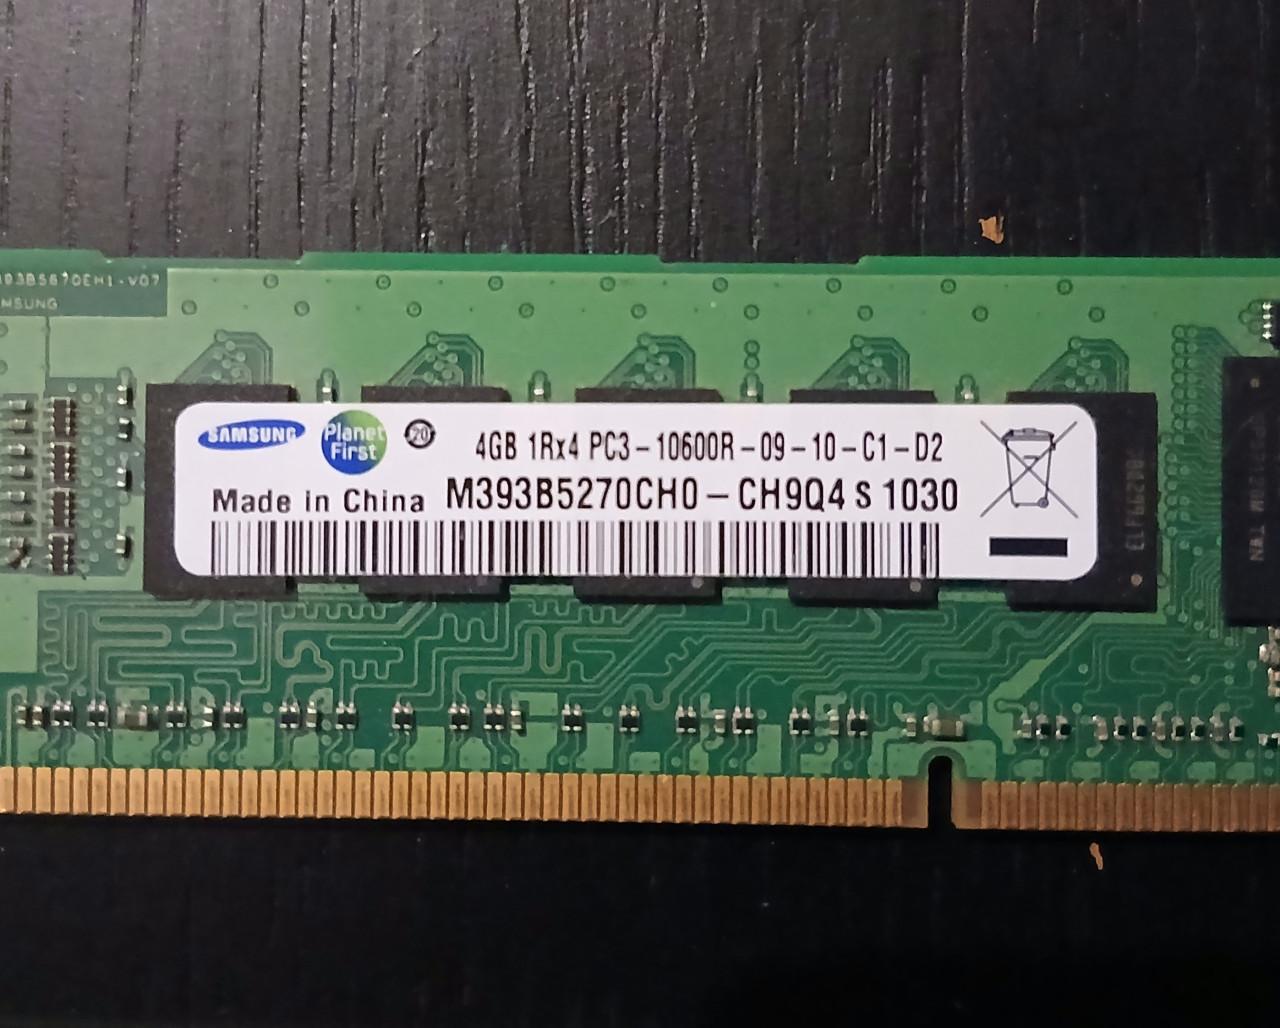 93B5670EH1-V07
MSUNG
SAMSUNG
Planet
First
20
4GB 1Rx4 PC3-10600R-09-10-C1-D2
Made in China M393B5270CH0-CH9Q4 S 1030